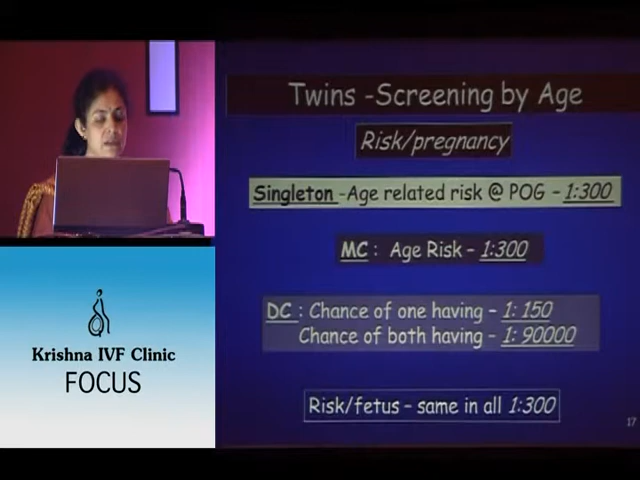 Twins -Screening by Age
Risk/pregnancy
Singleton -Age related risk @ POG - 1:300
MC : Age Risk - 1:300
DC : Chance of one having - 1: 150
Chance of both having - 1: 90000
Risk/fetus - same in all 1:300
17
Krishna IVF Clinic
FOCUS